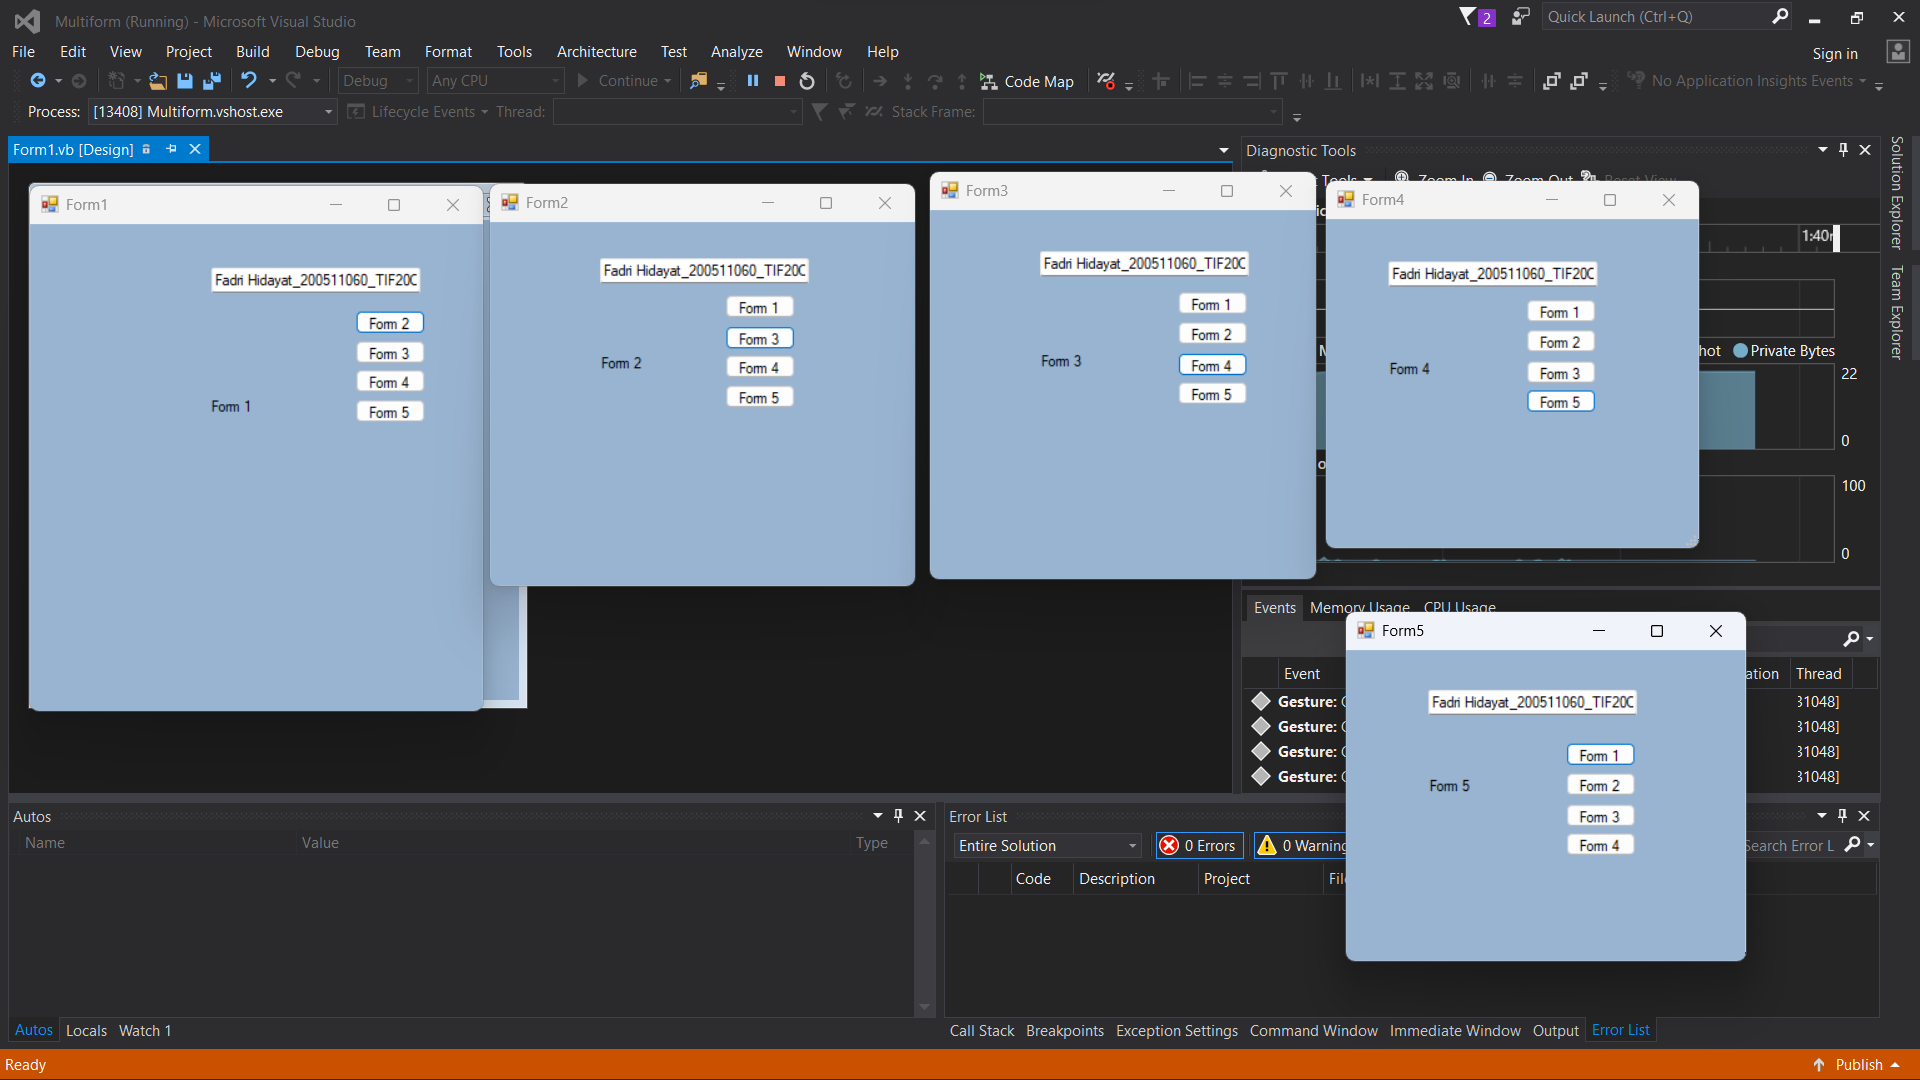 Multiform (Running) - Microsoft Visual Studio
2
Quick Launch (Ctrl+Q)
File Edit View Project Build Debug Team Format Tools Architecture Test Analyze Window Help
Sign in
Debug Any CPU Continue Code Map No Application Insights Events
Process: [13408] Multiform.vshost.exe Lifecycle Events Thread: Stack Frame:
Form1.vb [Design]
Diagnostic Tools
Tools Zoom In Zoom Out Reset View
Solution Explorer
Team Explorer
Form1
Fadri Hidayat_200511060_TIF20C
Form 2
Form 3
Form 4
Form 1
Form 5
Form2
Fadri Hidayat_200511060_TIF20C
Form 1
Form 3
Form 2
Form 4
Form 5
Form3
Fadri Hidayat_200511060_TIF20C
Form 1
Form 2
Form 3
Form 4
Form 5
Form4
Fadri Hidayat_200511060_TIF20C
Form 1
Form 2
Form 4
Form 3
Form 5
1:40
Private Bytes
22
0
100
0
Events Memory Usage CPU Usage
Event Thread
Gesture: 31048]
Gesture: 31048]
Gesture: 31048]
Gesture: 31048]
Form5
Fadri Hidayat_200511060_TIF20C
Form 1
Form 5
Form 2
Form 3
Form 4
Autos
Name Value Type
Error List
Entire Solution 0 Errors 0 Warning Search Error L
Code Description Project
Autos Locals Watch 1
Call Stack Breakpoints Exception Settings Command Window Immediate Window Output Error List
Ready
Publish